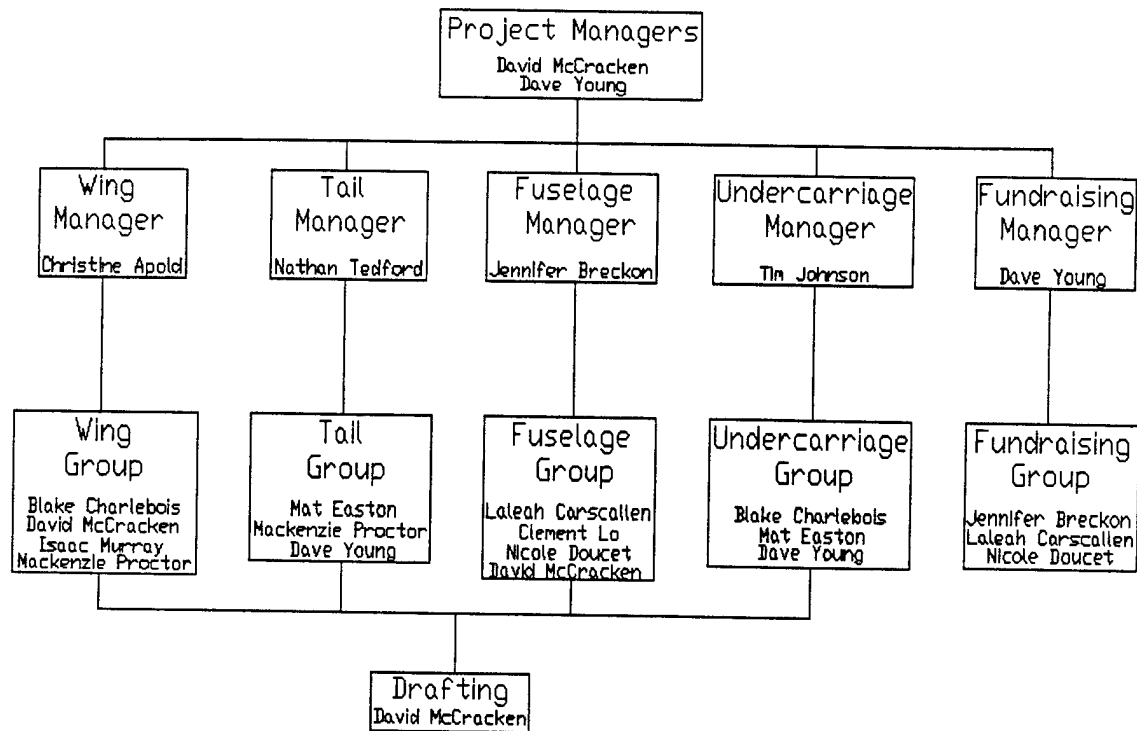 Project Managers
David McCracken
Dave Young
Wing
Manager
Christine Apold
Tail
Manager
Nathan Tedford
Fuselage
Manager
Jennifer Breckon
Undercarriage
Manager
Tim Johnson
Fundraising
Manager
Dave Young
Wing
Group
Blake Charlebois
David McCracken
Isaac Murray
Mackenzie Proctor
Tail
Group
Mat Easton
Mackenzie Proctor
Dave Young
Fuselage
Group
Laleah Carscallen
Clement Lo
Nicole Doucet
David McCracken
Undercarriage
Group
Blake Charlebois
Mat Easton
Dave Young
Fundraising
Group
Jennifer Breckon
Laleah Carscallen
Nicole Doucet
Drafting
David McCracken